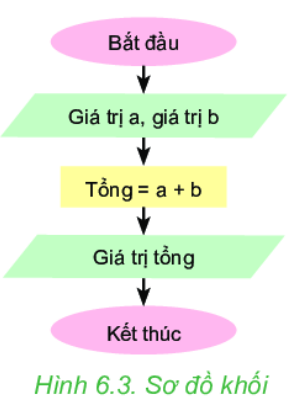 Bắt đầu
Giá trị a, giá trị b
Tổng = a + b
Giá trị tổng
Kết thúc
Hình 6.3. Sơ đồ khối